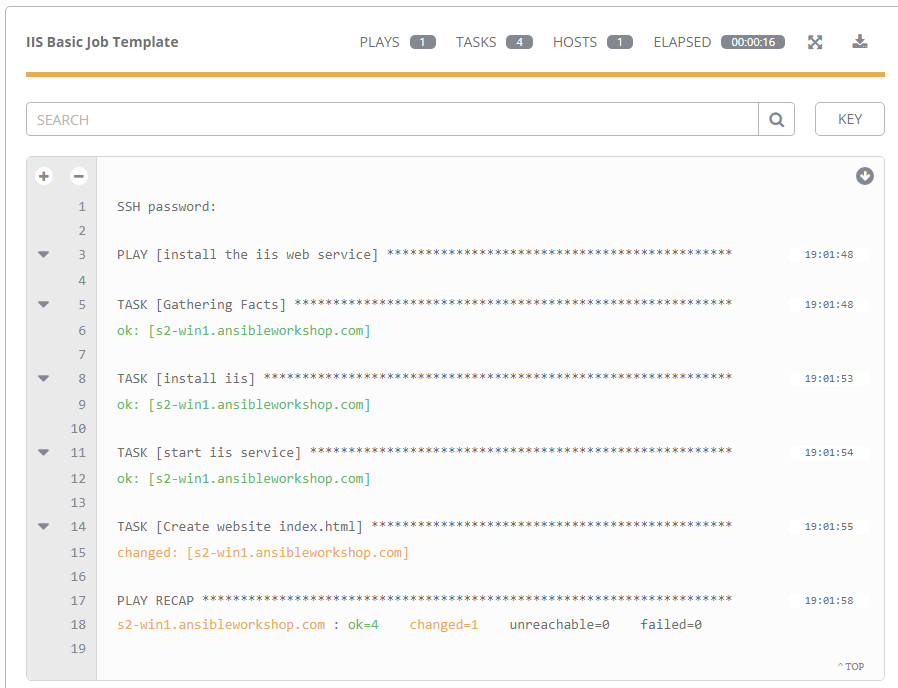 IIS Basic Job Template PLAYS 1 TASKS 4 HOSTS 1 ELAPSED 00:00:16
SEARCH KEY
1 SSH password:
2
3 PLAY [install the iis web service] ********************************************* 19:01:48
4
5 TASK [Gathering Facts] ********************************************************* 19:01:48
6 ok: [s2-win1.ansibleworkshop.com]
7
8 TASK [install iis] ************************************************************* 19:01:53
9 ok: [s2-win1.ansibleworkshop.com]
10
11 TASK [start iis service] ******************************************************* 19:01:54
12 ok: [s2-win1.ansibleworkshop.com]
13
14 TASK [Create website index.html] *********************************************** 19:01:55
15 changed: [s2-win1.ansibleworkshop.com]
16
17 PLAY RECAP ********************************************************************* 19:01:58
18 s2-win1.ansibleworkshop.com : ok=4 changed=1 unreachable=0 failed=0
19
^ TOP